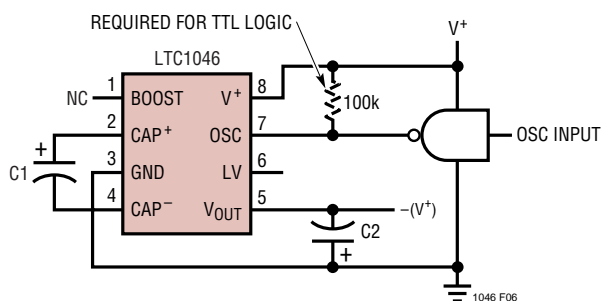 REQUIRED FOR TTL LOGIC
V+
LTC1046
NC 1 BOOST V+ 8
100k
2 CAP+ OSC 7
OSC INPUT
+
C1
3 GND LV 6
4 CAP− VOUT 5
−(V+)
C2
+
1046 F06